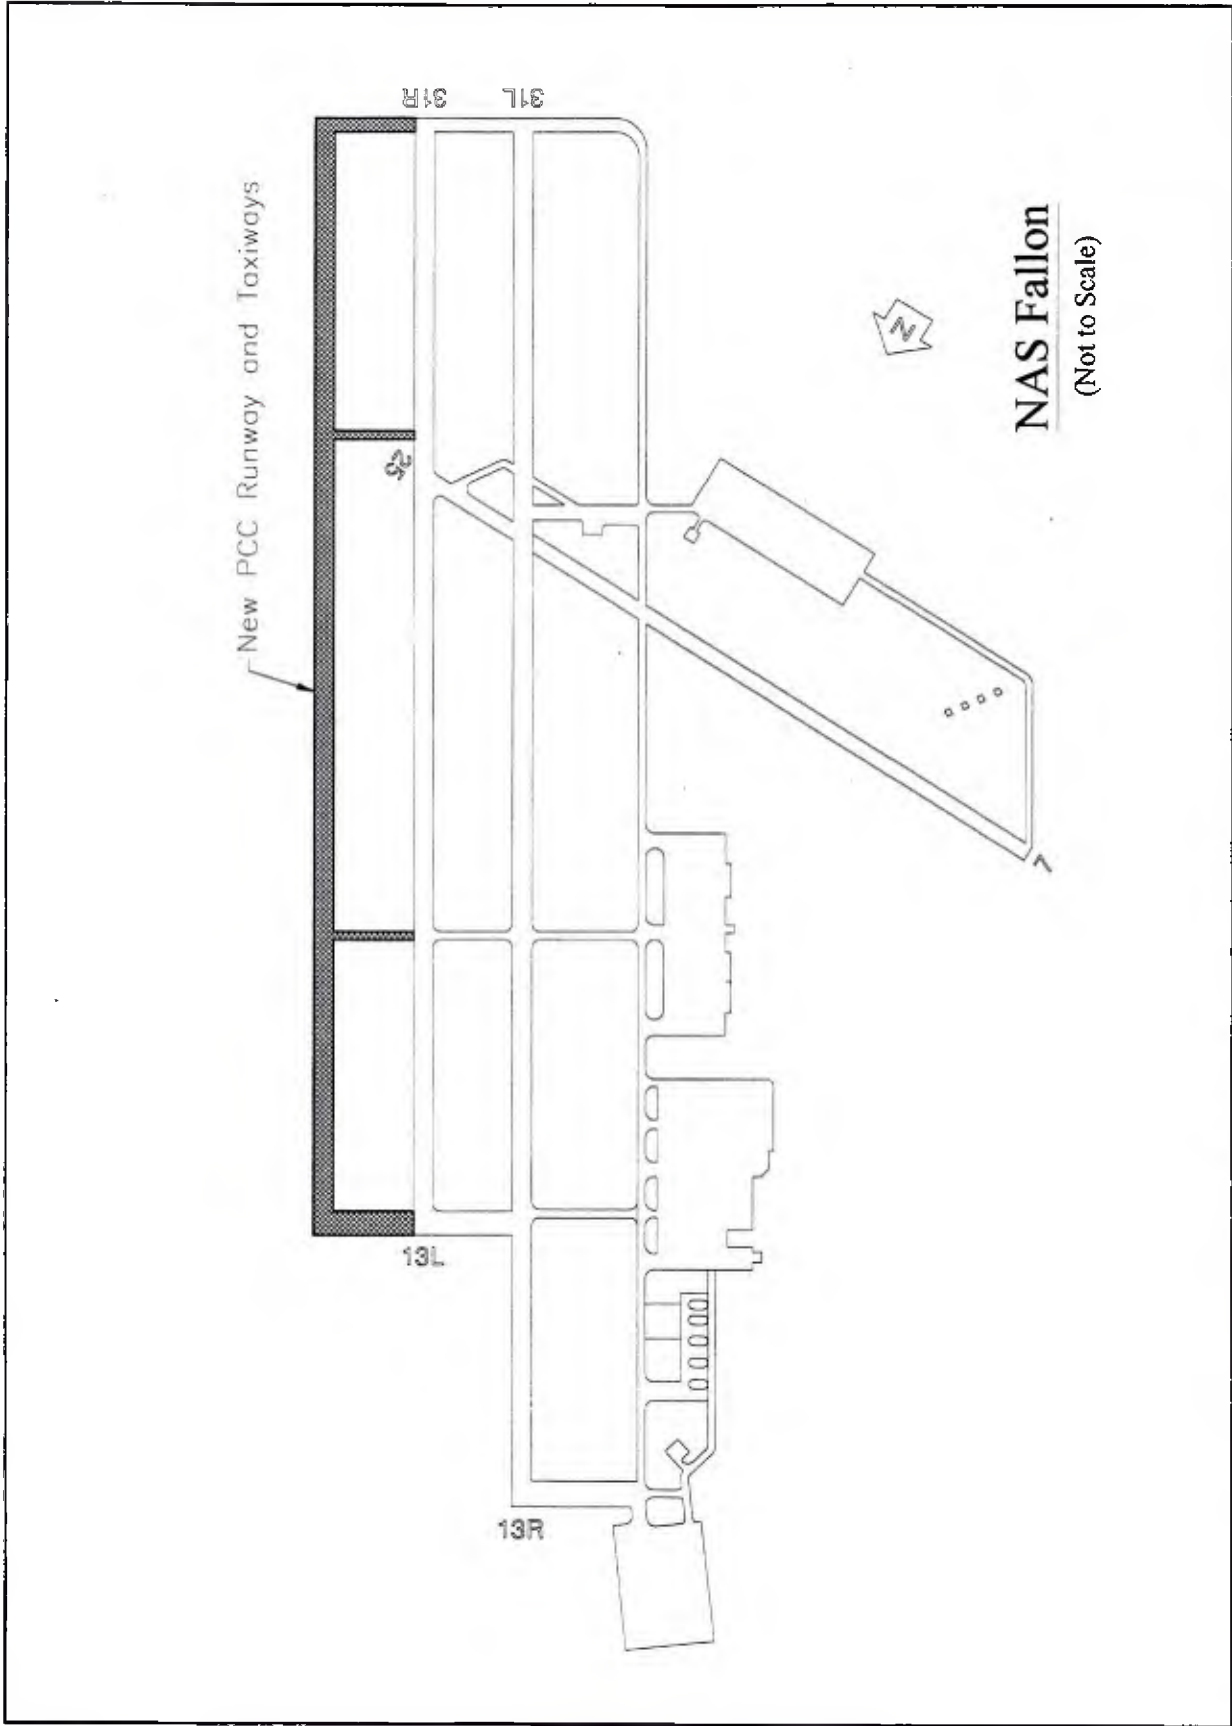 New PCC Runway and Taxiways
31R
31L
25
7
13L
13R
N
NAS Fallon
(Not to Scale)